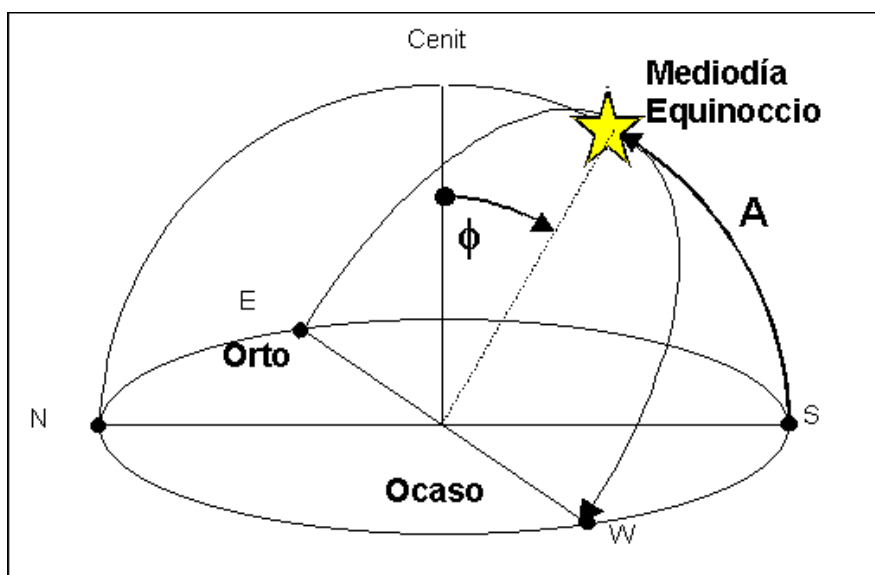 Cenit
Mediodía
Equinoccio
A
ϕ
E
Orto
N
S
Ocaso
W